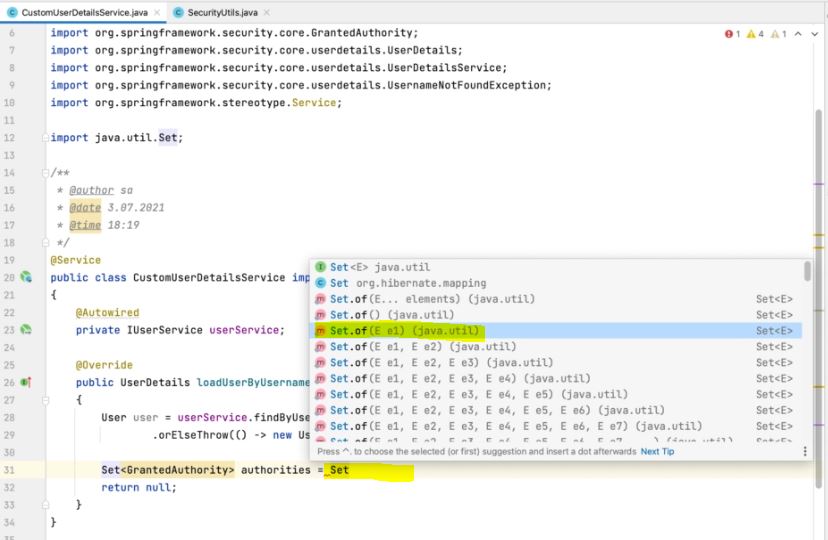 CustomUserDetailsService.java × SecurityUtils.java ×
6 import org.springframework.security.core.GrantedAuthority; 1 4 1
7 import org.springframework.security.core.userdetails.UserDetails;
8 import org.springframework.security.core.userdetails.UserDetailsService;
9 import org.springframework.security.core.userdetails.UsernameNotFoundException;
10 import org.springframework.stereotype.Service;
11
12 import java.util.Set;
13
14 /**
15 * @author sa
16 * @date 3.07.2021
17 * @time 18:19
18 */
19 @Service
20 public class CustomUserDetailsService imp
21 {
22 @Autowired
23 private IUserService userService;
24
25 @Override
26 public UserDetails loadUserByUsername
27 {
28 User user = userService.findByUse
29 .orElseThrow(() -> new Us
30
31 Set<GrantedAuthority> authorities = Set
32 return null;
33 }
34 }
35
Set<E> java.util
Set org.hibernate.mapping
Set.of(E... elements) (java.util) Set<E>
Set.of() (java.util) Set<E>
Set.of(E e1) (java.util) Set<E>
Set.of(E e1, E e2) (java.util) Set<E>
Set.of(E e1, E e2, E e3) (java.util) Set<E>
Set.of(E e1, E e2, E e3, E e4) (java.util) Set<E>
Set.of(E e1, E e2, E e3, E e4, E e5) (java.util) Set<E>
Set.of(E e1, E e2, E e3, E e4, E e5, E e6) (java.util) Set<E>
Set.of(E e1, E e2, E e3, E e4, E e5, E e6, E e7) (java.util) Set<E>
Press ^. to choose the selected (or first) suggestion and insert a dot afterwards Next Tip